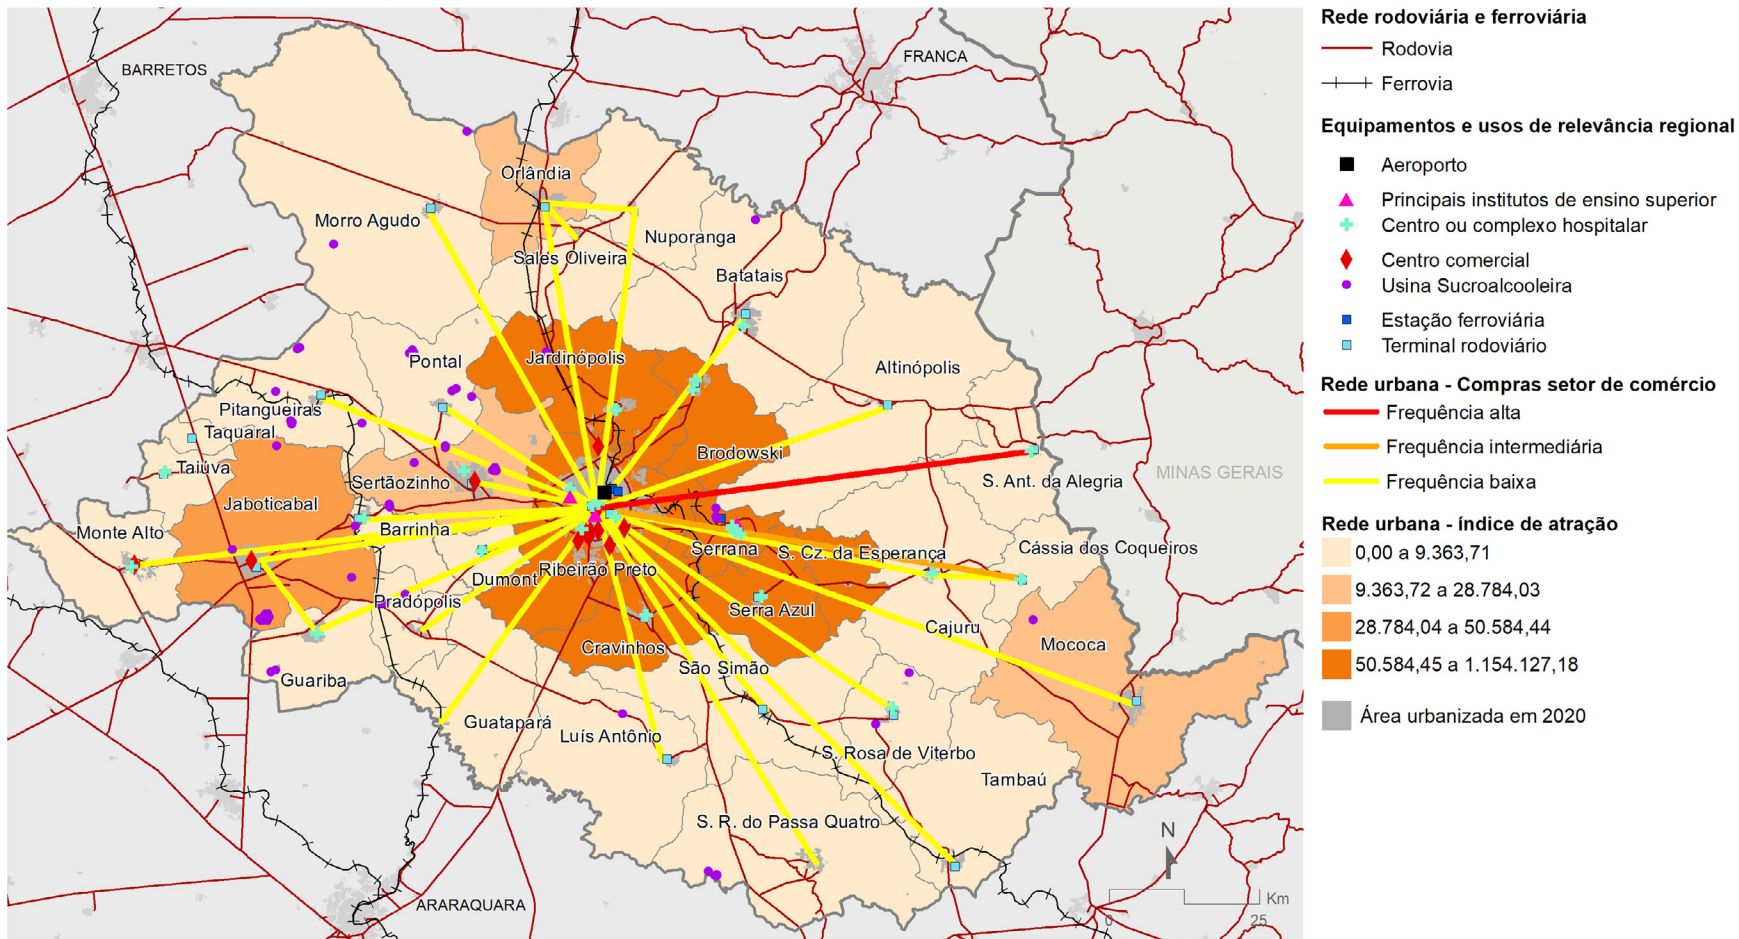 BARRETOS
FRANCA
Orlândia
Morro Agudo
Nuporanga
Sales Oliveira
Batatais
Jardinópolis
Pontal
Altinópolis
Pitangueiras
Taquaral
Brodowski
Taiúva
MINAS GERAIS
Sertãozinho
S. Ant. da Alegria
Jaboticabal
Monte Alto
Barrinha
Serrana
S. Cz. da Esperança
Cássia dos Coqueiros
Ribeirão Preto
Dumont
Pradópolis
Serra Azul
Cajuru
Mococa
Cravinhos
São Simão
Guariba
Guatapará
Luís Antônio
S. Rosa de Viterbo
Tambaú
S. R. do Passa Quatro
ARARAQUARA
N
Km
0
25
Rede rodoviária e ferroviária
Rodovia
Ferrovia
Equipamentos e usos de relevância regional
Aeroporto
Principais institutos de ensino superior
Centro ou complexo hospitalar
Centro comercial
Usina Sucroalcooleira
Estação ferroviária
Terminal rodoviário
Rede urbana - Compras setor de comércio
Frequência alta
Frequência intermediária
Frequência baixa
Rede urbana - índice de atração
0,00 a 9.363,71
9.363,72 a 28.784,03
28.784,04 a 50.584,44
50.584,45 a 1.154.127,18
Área urbanizada em 2020